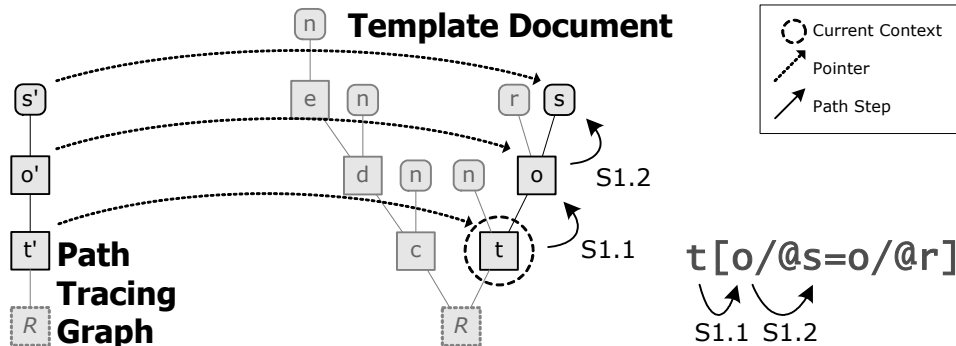 n
Template Document
s'
e
n
r
s
o'
d
n
n
o
S1.2
t'
Path
c
t
S1.1
Tracing
R
Graph
R
Current Context
Pointer
Path Step
t[o/@s=o/@r]
S1.1
S1.2